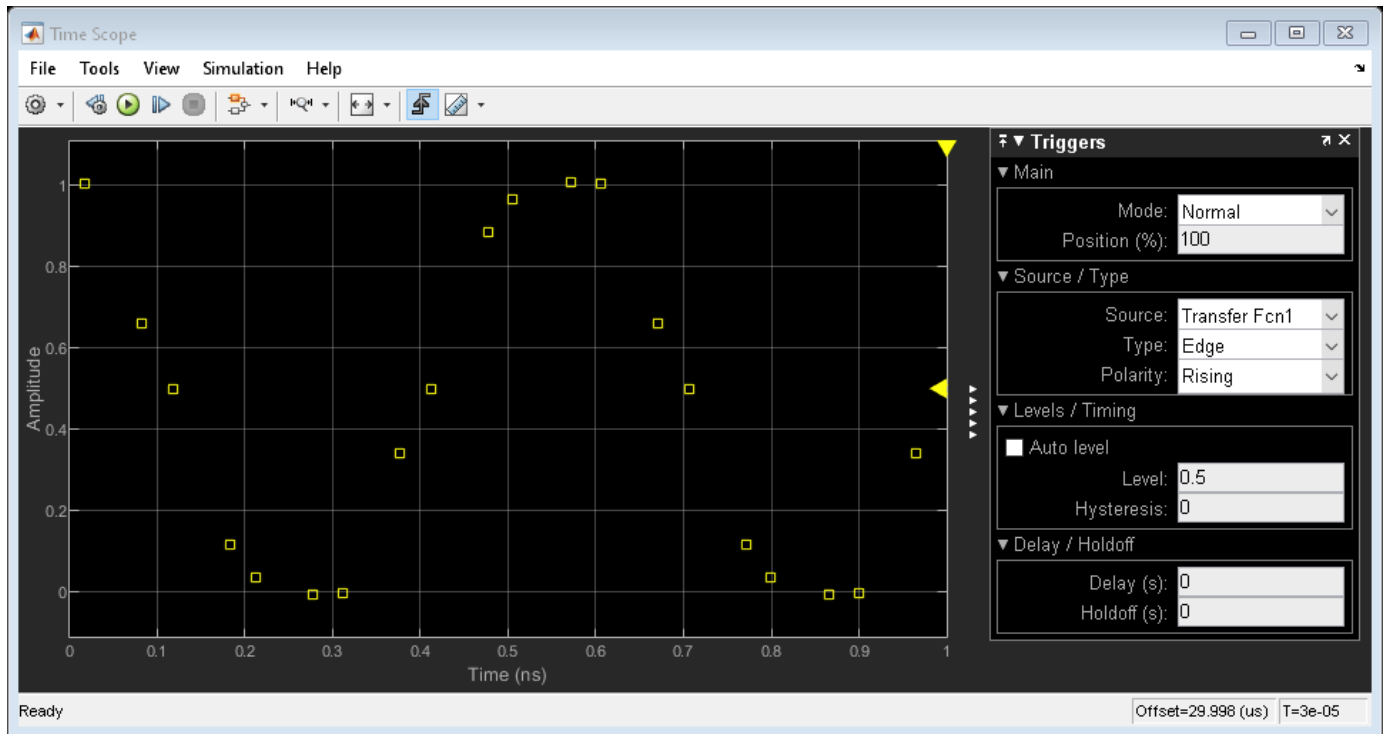 Time Scope
File Tools View Simulation Help
1
0.8
0.6
0.4
0.2
0
Amplitude
0 0.1 0.2 0.3 0.4 0.5 0.6 0.7 0.8 0.9 1
Time (ns)
Triggers
Main
Mode: Normal
Position (%): 100
Source / Type
Source: Transfer Fcn1
Type: Edge
Polarity: Rising
Levels / Timing
Auto level
Level: 0.5
Hysteresis: 0
Delay / Holdoff
Delay (s): 0
Holdoff (s): 0
Ready Offset=29.998 (us) T=3e-05